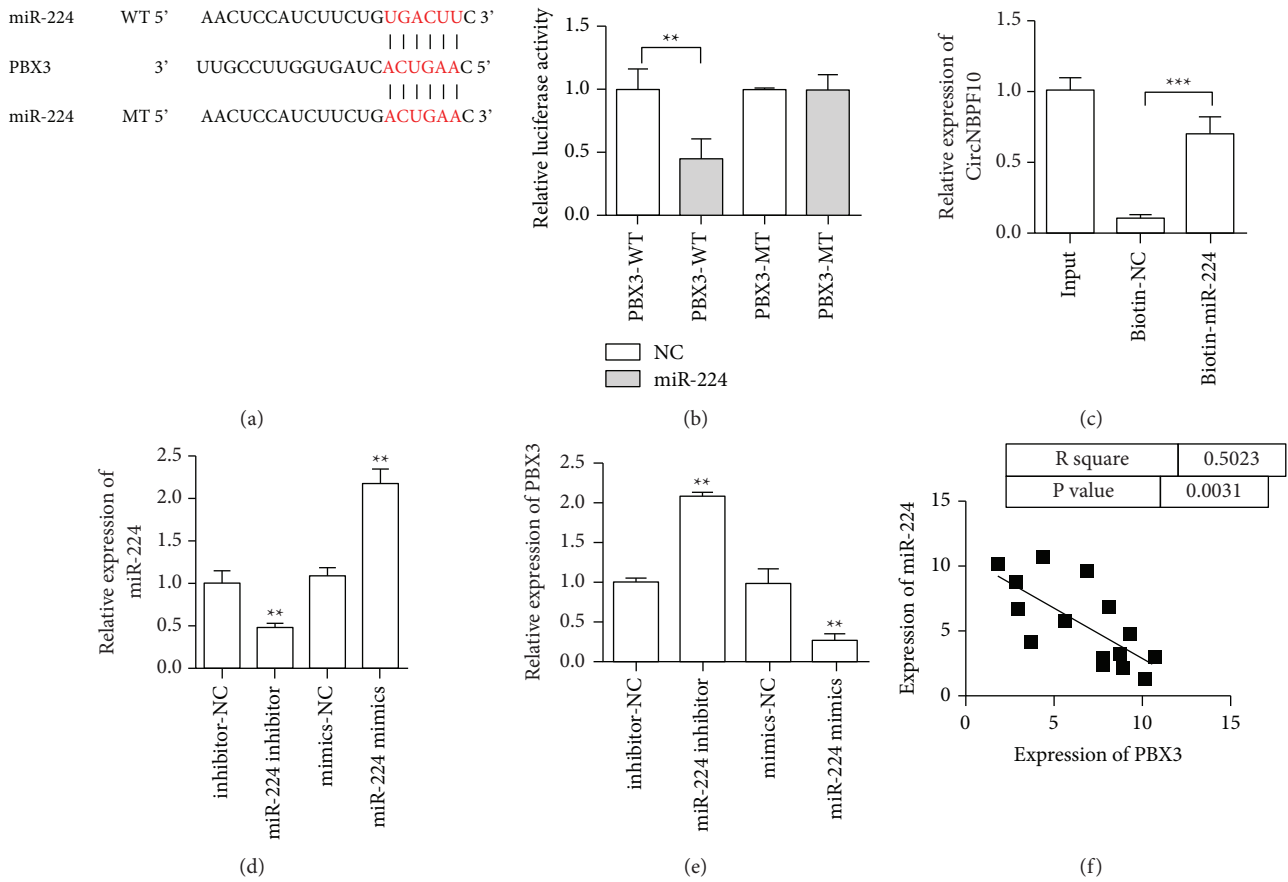 miR-224 WT 5' AACUCCAUCUUCUGUGACUUC 3'
PBX3 3' UUGCCUUGGUGAUCACUGAAC 5'
miR-224 MT 5' AACUCCAUCUUCUGACUGAAC 3'
(a)
Relative luciferase activity
1.5
1.0
0.5
0.0
**
PBX3-WT
PBX3-WT
PBX3-MT
PBX3-MT
NC
miR-224
(b)
Relative expression of
CircNBPF10
1.5
1.0
0.5
0.0
***
Input
Biotin-NC
Biotin-miR-224
(c)
Relative expression of
miR-224
2.5
2.0
1.5
1.0
0.5
0.0
**
**
inhibitor-NC
miR-224 inhibitor
mimics-NC
miR-224 mimics
(d)
Relative expression of PBX3
2.5
2.0
1.5
1.0
0.5
0.0
**
**
inhibitor-NC
miR-224 inhibitor
mimics-NC
miR-224 mimics
(e)
R square 0.5023
P value 0.0031
Expression of miR-224
15
10
5
0
0 5 10 15
Expression of PBX3
(f)